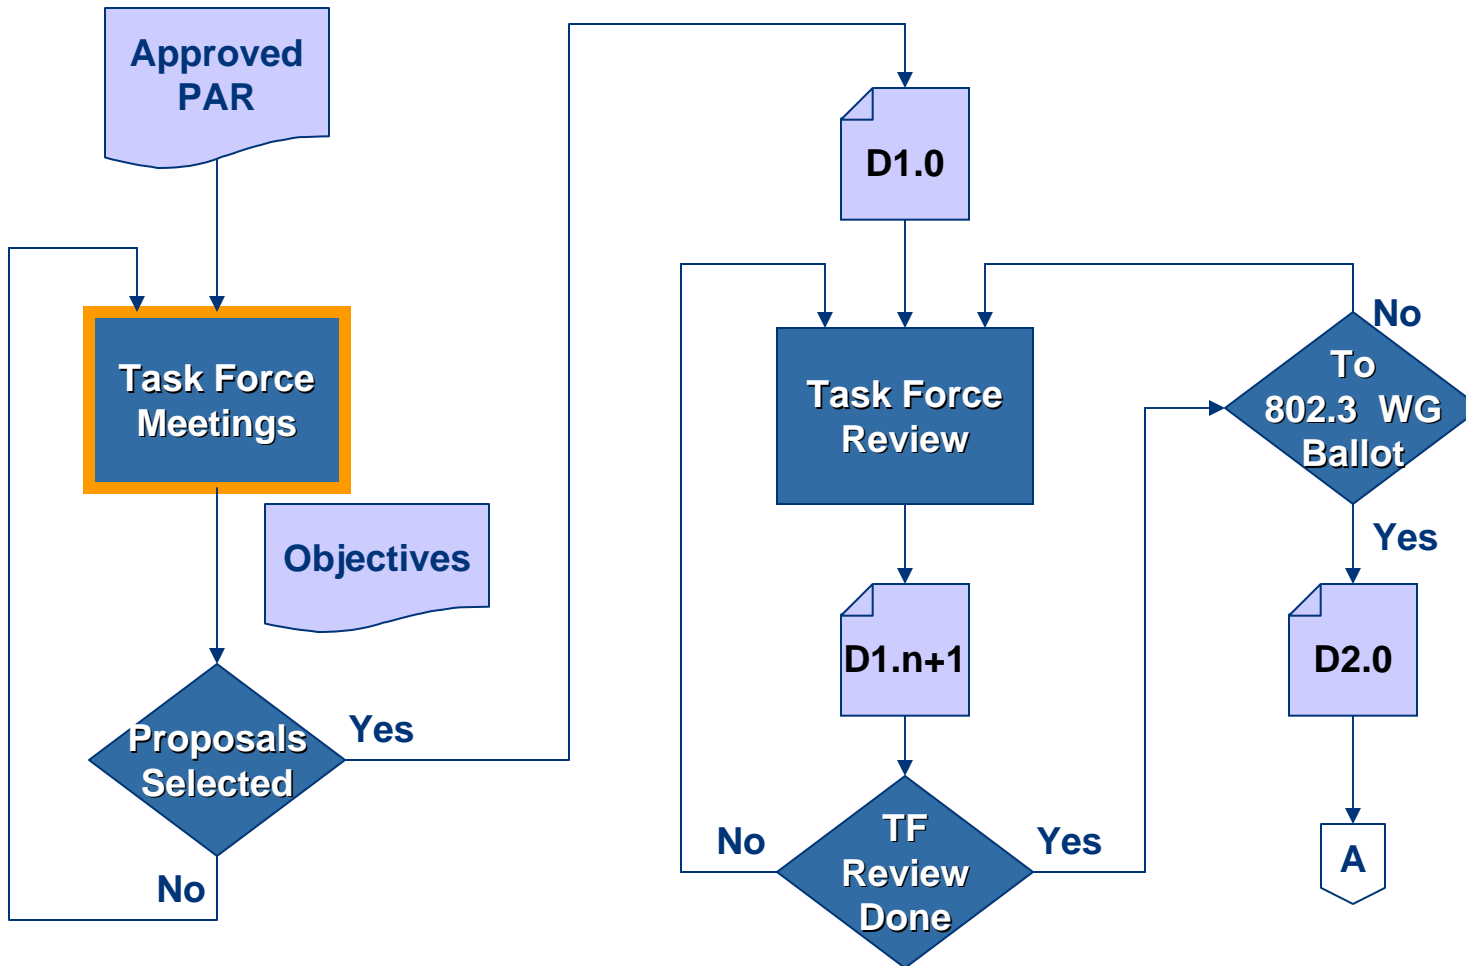 Approved
PAR
Task Force
Meetings
Objectives
Proposals
Selected
Yes
No
D1.0
Task Force
Review
D1.n+1
TF
Review
Done
No
Yes
To
802.3 WG
Ballot
No
Yes
D2.0
A